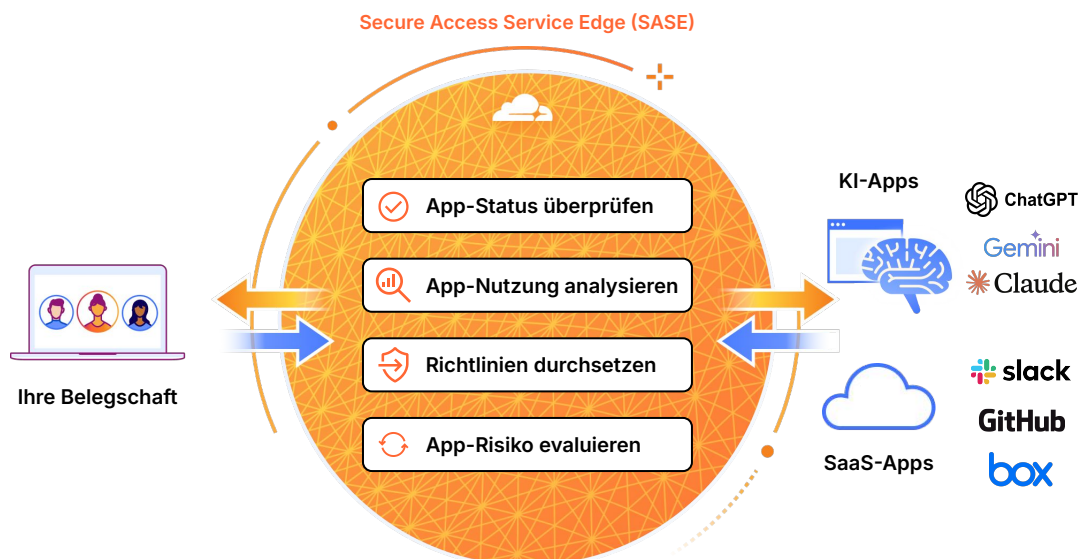 Secure Access Service Edge (SASE)
App-Status überprüfen
App-Nutzung analysieren
Richtlinien durchsetzen
App-Risiko evaluieren
Ihre Belegschaft
KI-Apps
ChatGPT
Gemini
Claude
SaaS-Apps
slack
GitHub
box